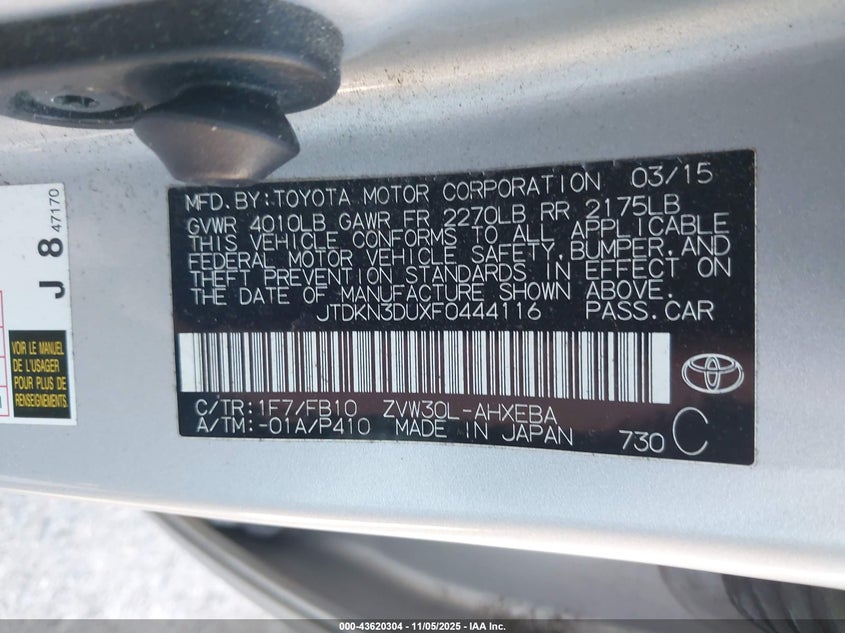 MFD.BY:TOYOTA MOTOR CORPORATION 03/15
GVWR 4010LB GAWR FR 2270LB RR 2175LB
THIS VEHICLE CONFORMS TO ALL APPLICABLE
FEDERAL MOTOR VEHICLE SAFETY,BUMPER,AND
THEFT PREVENTION STANDARDS IN EFFECT ON
THE DATE OF MANUFACTURE SHOWN ABOVE.
JTDKN3DUXF0444116 PASS.CAR
C/TR:1F7/FB10 ZVW30L-AHXEBA
A/TM:-01A/P410 MADE IN JAPAN 730 C
J 8 47170
VOIR LE MANUEL
DE L'USAGER
POUR PLUS DE
RENSEIGNEMENTS
000-43620304 - 11/05/2025 - IAA Inc.